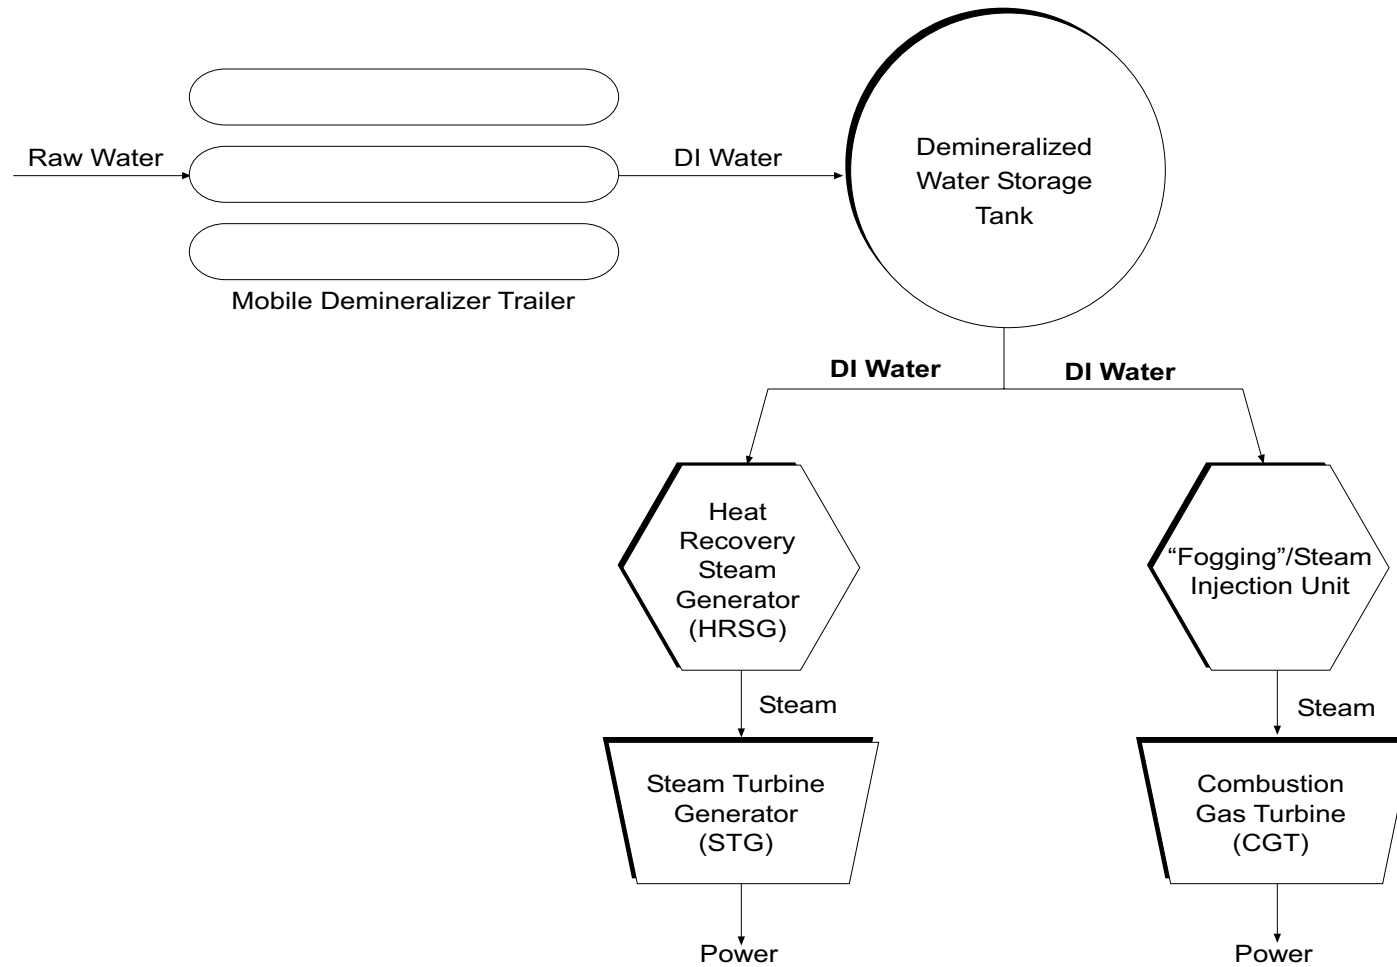 Raw Water
DI Water
Mobile Demineralizer Trailer
Demineralized
Water Storage
Tank
DI Water
DI Water
Heat
Recovery
Steam
Generator
(HRSG)
“Fogging”/Steam
Injection Unit
Steam
Steam
Steam Turbine
Generator
(STG)
Combustion
Gas Turbine
(CGT)
Power
Power